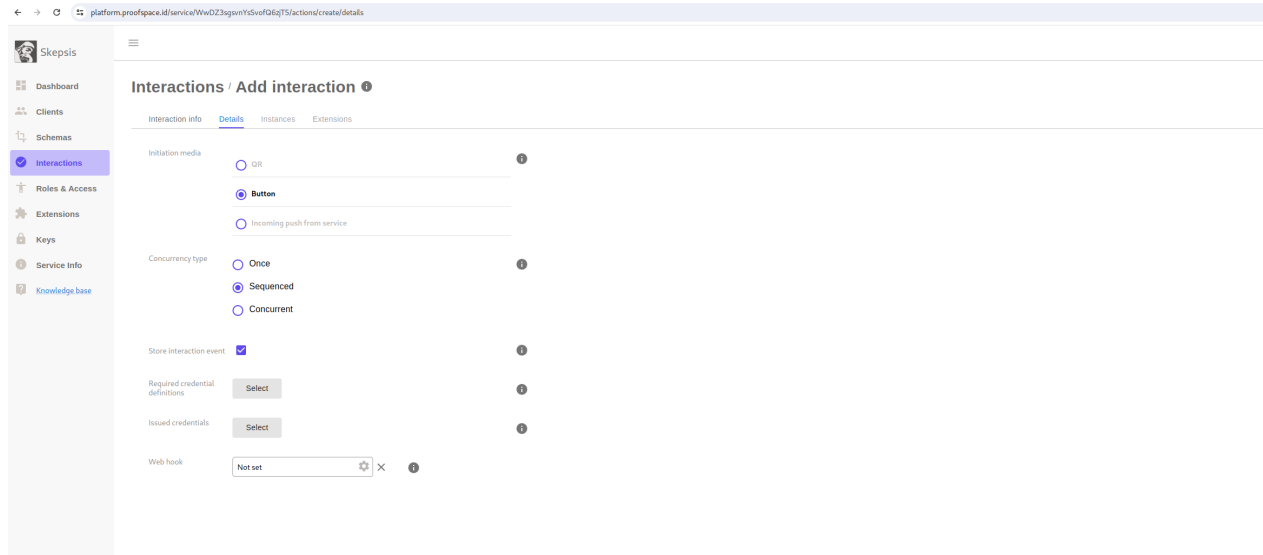 platform.proofspace.id/service/WwDZ3sgsvnYsSvofQ6zjT5/actions/create/details
Skepsis
Dashboard
Clients
Schemas
Interactions
Roles & Access
Extensions
Keys
Service Info
Knowledge base
Interactions / Add interaction
Interaction info Details Instances Extensions
Initiation media
QR
Button
Incoming push from service
Concurrency type
Once
Sequenced
Concurrent
Store interaction event
Required credential
definitions
Select
Issued credentials
Select
Web hook
Not set